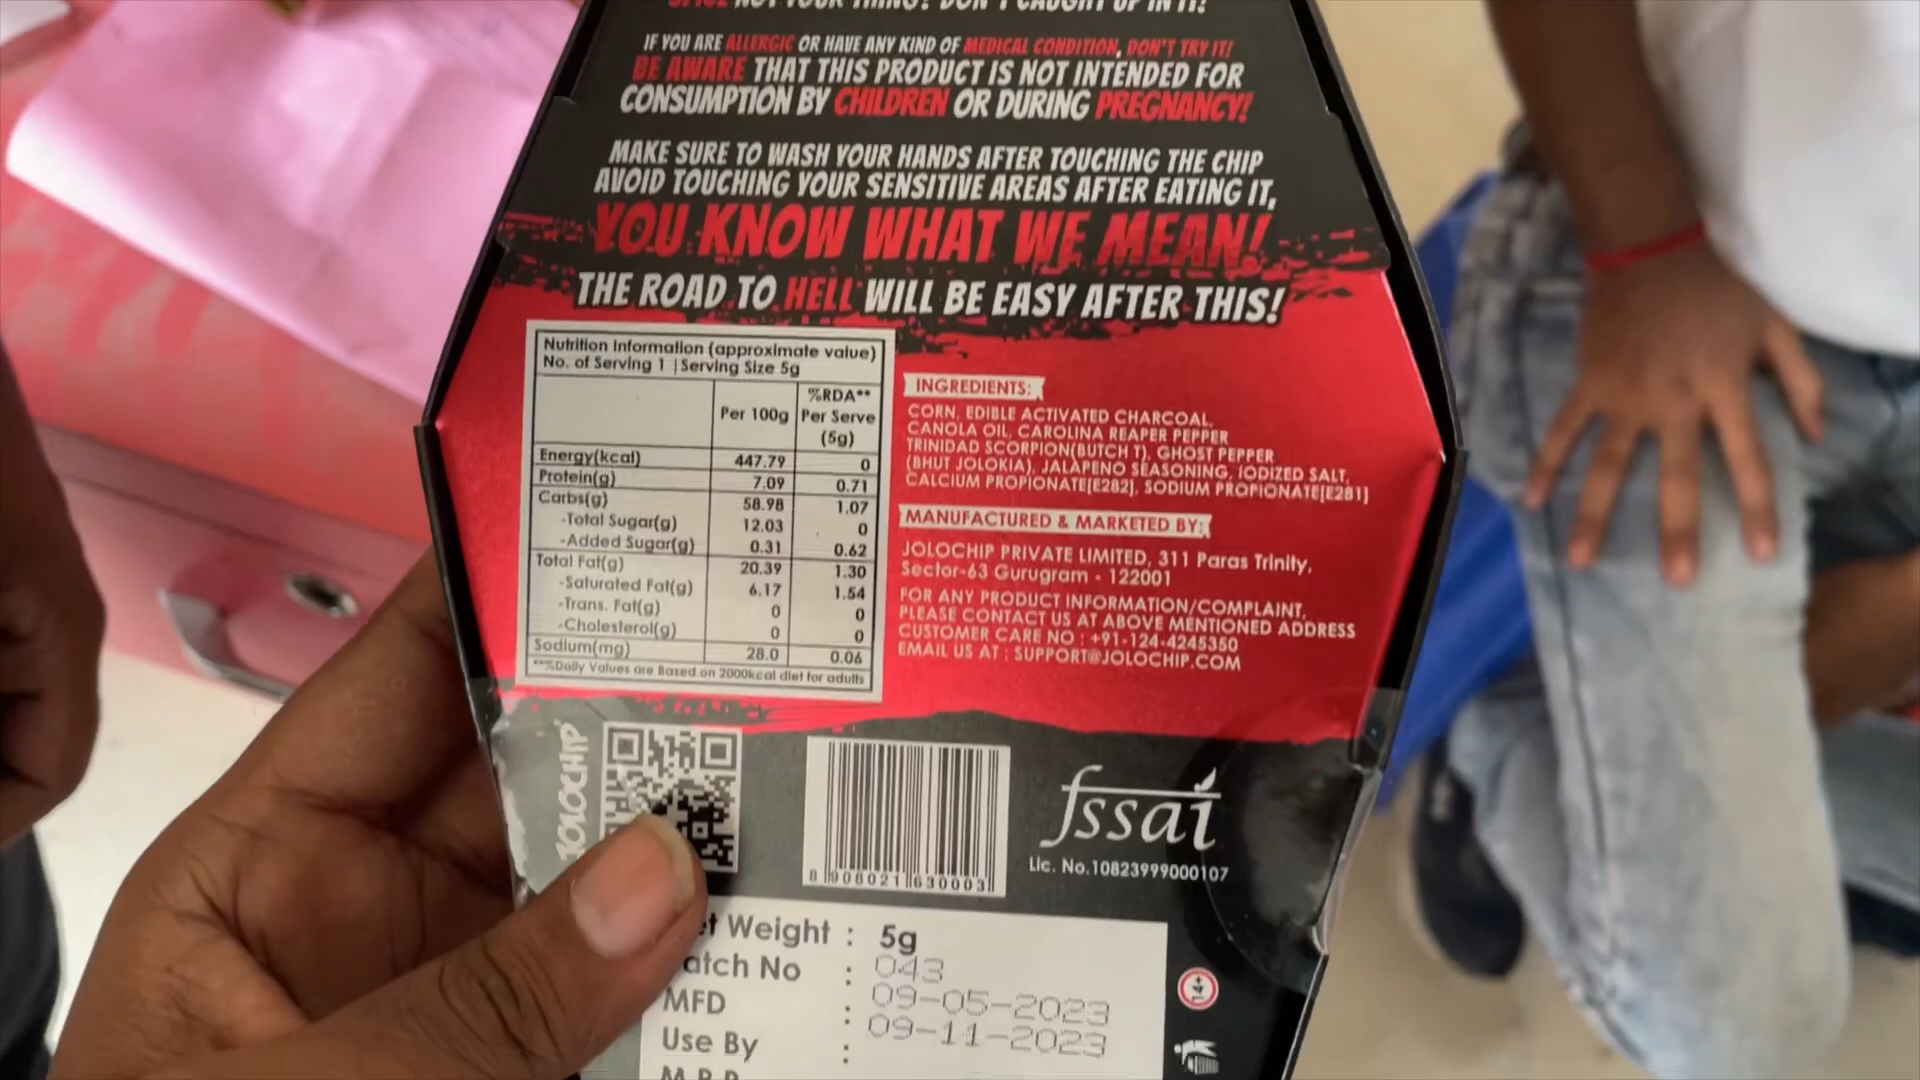 SPICE NOT YOUR THING? DON'T CAUGHT UP IN IT!
IF YOU ARE ALLERGIC OR HAVE ANY KIND OF MEDICAL CONDITION, DON'T TRY IT!
BE AWARE THAT THIS PRODUCT IS NOT INTENDED FOR
CONSUMPTION BY CHILDREN OR DURING PREGNANCY!
MAKE SURE TO WASH YOUR HANDS AFTER TOUCHING THE CHIP
AVOID TOUCHING YOUR SENSITIVE AREAS AFTER EATING IT,
YOU KNOW WHAT WE MEAN!
THE ROAD TO HELL WILL BE EASY AFTER THIS!
Nutrition Information (approximate value)
No. of Serving 1 | Serving Size 5g
Per 100g %RDA** Per Serve (5g)
Energy(kcal) 447.79 0
Protein(g) 7.09 0.71
Carbs(g) 58.98 1.07
-Total Sugar(g) 12.03 0
-Added Sugar(g) 0.31 0.62
Total Fat(g) 20.39 1.30
-Saturated Fat(g) 6.17 1.54
-Trans. Fat(g) 0 0
-Cholesterol(g) 0 0
Sodium(mg) 28.0 0.06
**%Daily Values are Based on 2000kcal diet for adults
INGREDIENTS:
CORN, EDIBLE ACTIVATED CHARCOAL,
CANOLA OIL, CAROLINA REAPER PEPPER
TRINIDAD SCORPION(BUTCH T), GHOST PEPPER
(BHUT JOLOKIA), JALAPENO SEASONING, IODIZED SALT,
CALCIUM PROPIONATE[E282], SODIUM PROPIONATE[E281]
MANUFACTURED & MARKETED BY:
JOLOCHIP PRIVATE LIMITED, 311 Paras Trinity,
Sector-63 Gurugram - 122001
FOR ANY PRODUCT INFORMATION/COMPLAINT,
PLEASE CONTACT US AT ABOVE MENTIONED ADDRESS
CUSTOMER CARE NO : +91-124-4245350
EMAIL US AT : SUPPORT@JOLOCHIP.COM
JOLOCHIP
8 908021 630003
fssai
Lic. No.10823999000107
Weight : 5g
atch No : 043
MFD : 09-05-2023
Use By : 09-11-2023
14+